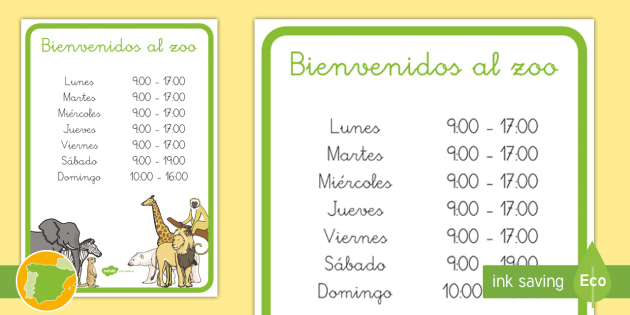 Bienvenidos al zoo
Lunes 9:00 - 17:00
Martes 9:00 - 17:00
Miércoles 9:00 - 17:00
Jueves 9:00 - 17:00
Viernes 9:00 - 17:00
Sábado 9:00 - 19:00
Domingo 10:00 - 16:00
Bienvenidos al zoo
Lunes 9:00 - 17:00
Martes 9:00 - 17:00
Miércoles 9:00 - 17:00
Jueves 9:00 - 17:00
Viernes 9:00 - 17:00
Sábado 9:00 - 19:00
Domingo 10:00
ink saving Eco